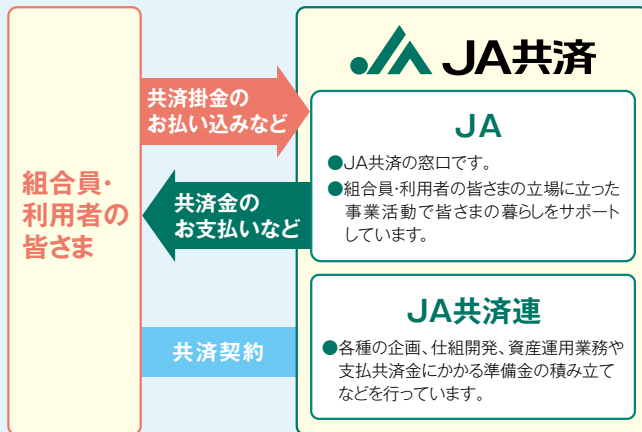 組合員・
利用者の
皆さま
共済掛金の
お払い込みなど
共済金の
お支払いなど
共済契約
JA共済
JA
●JA共済の窓口です。
●組合員・利用者の皆さまの立場に立った
事業活動で皆さまの暮らしをサポート
しています。
JA共済連
●各種の企画、仕組開発、資産運用業務や
支払共済金にかかる準備金の積み立て
などを行っています。